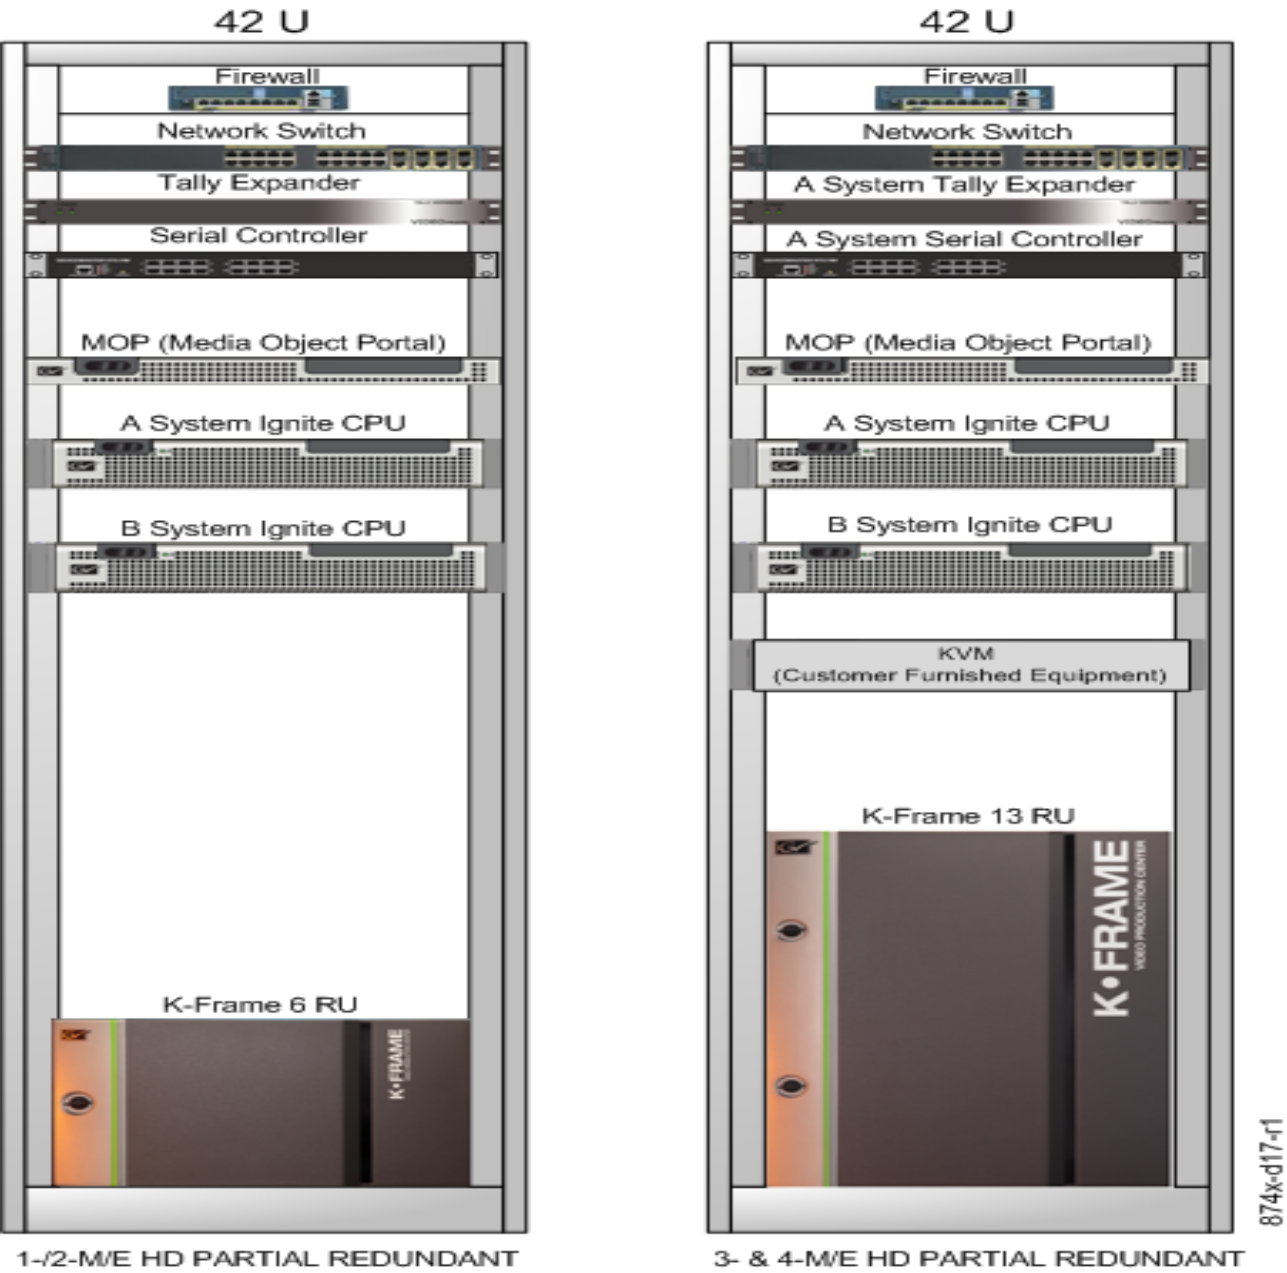 42 U
Firewall
Network Switch
Tally Expander
Serial Controller
MOP (Media Object Portal)
A System Ignite CPU
B System Ignite CPU
K-Frame 6 RU
K•FRAME
1-/2-M/E HD PARTIAL REDUNDANT
42 U
Firewall
Network Switch
A System Tally Expander
A System Serial Controller
MOP (Media Object Portal)
A System Ignite CPU
B System Ignite CPU
KVM
(Customer Furnished Equipment)
K-Frame 13 RU
K•FRAME
VIDEO PRODUCTION CENTER
3- & 4-M/E HD PARTIAL REDUNDANT
874x-d17-r1